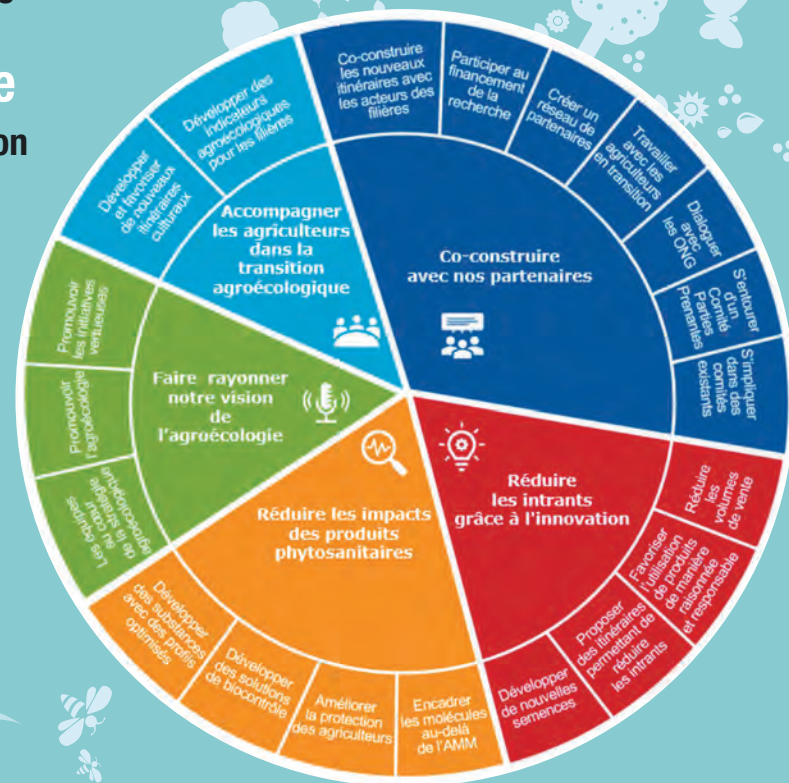 e
on
Co-construire
les nouveaux
itinéraires avec
les acteurs des
filières
Participer au
financement
de la
recherche
Créer un
réseau de
partenaires
Travailler
avec les
agriculteurs
en transition
Dialoguer
avec
les ONG
S'entourer
d'un
Comité
Parties
Prenantes
S'impliquer
dans des
comités
existants
Co-construire
avec nos partenaires
Réduire
les intrants
grâce à l'innovation
Réduire
les
volumes
de vente
Favoriser
l'utilisation
de produits
de manière
raisonnée
et responsable
Proposer
des itinéraires
permettant de
réduire
les intrants
Développer
de nouvelles
semences
Réduire les impacts
des produits
phytosanitaires
Encadrer
les molécules
au-delà
de l'AMM
Améliorer
la protection
des agriculteurs
Développer
des solutions
de biocontrôle
Développer
des substances
avec des profils
optimisés
Faire rayonner
notre vision
de
l'agroécologie
Les équipes
au cœur
de la stratégie
agroécologique
Promouvoir
l'agroécologie
Promouvoir
les initiatives
vertueuses
Accompagner
les agriculteurs
dans la
transition
agroécologique
Développer
et favoriser
de nouveaux
itinéraires
culturaux
Développer des
indicateurs
agroécologiques
pour les filières